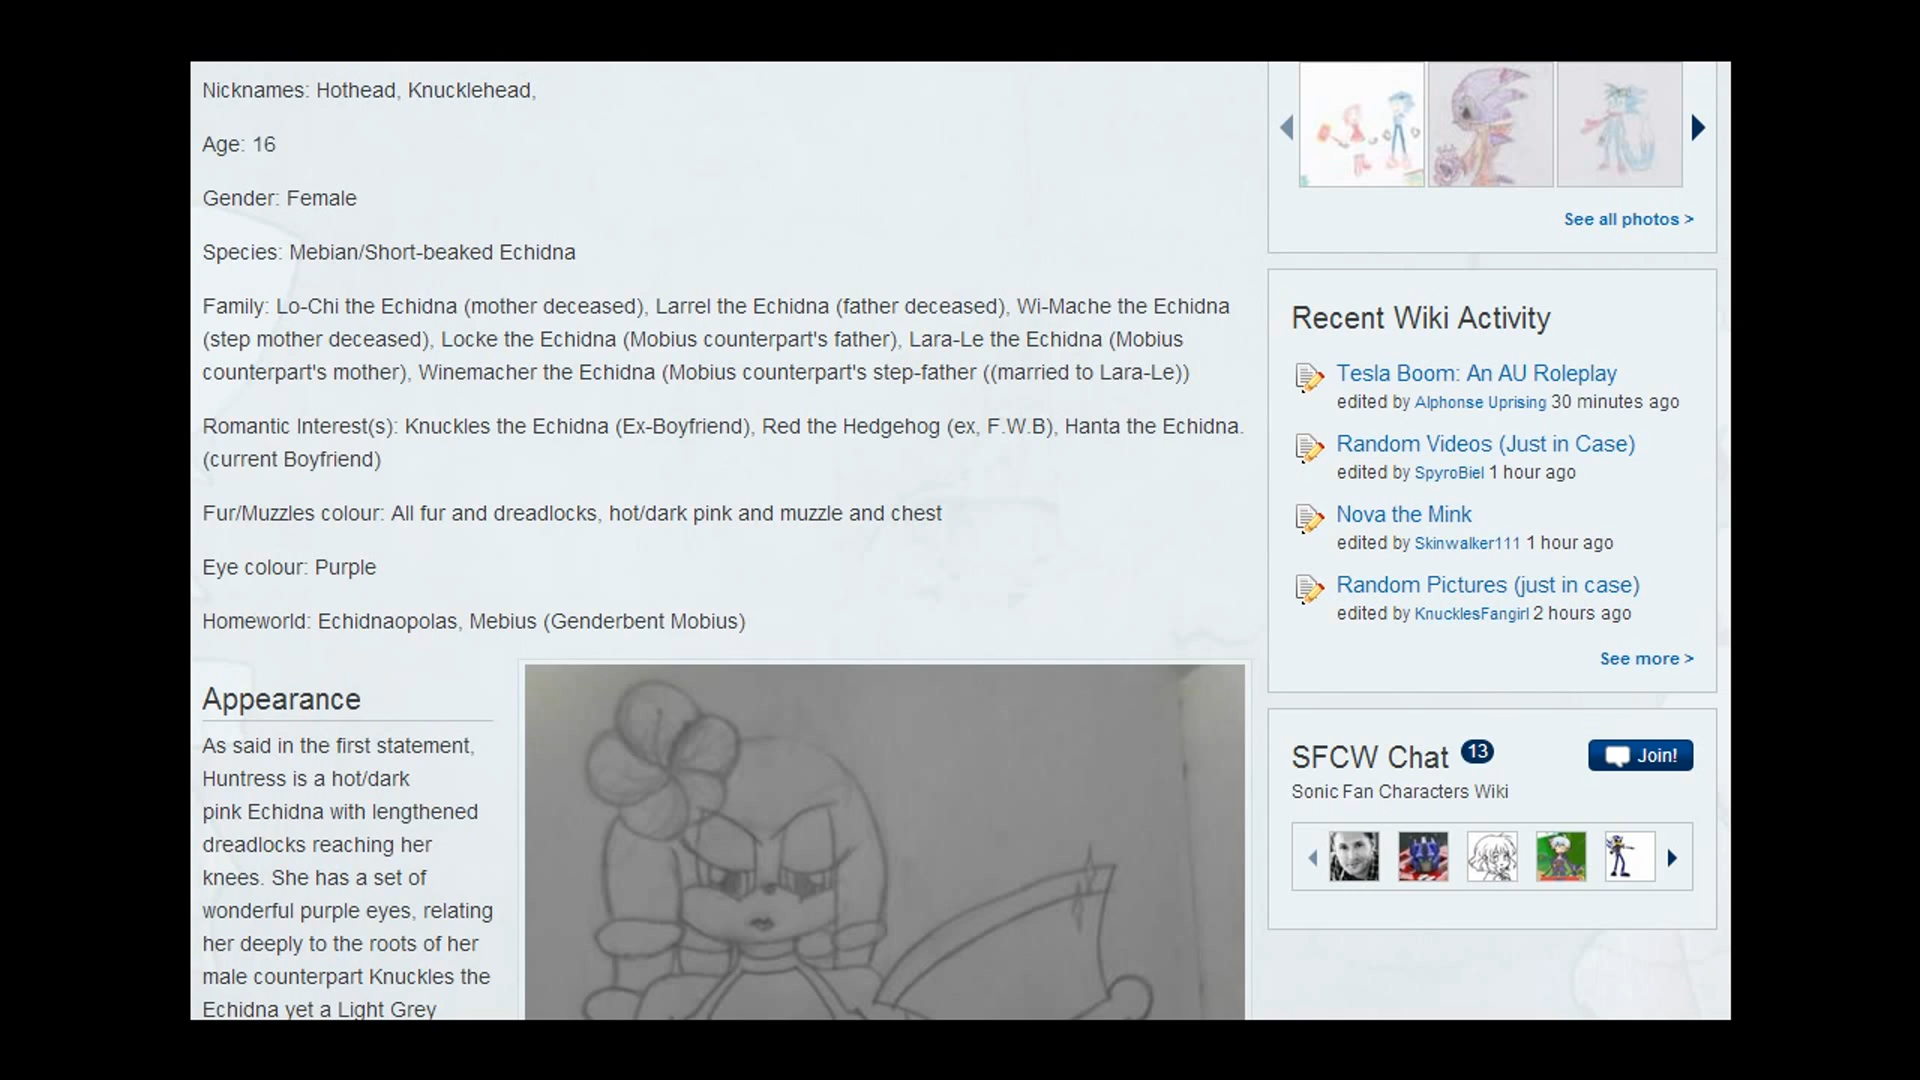 Nicknames: Hothead, Knucklehead,
Age: 16
Gender: Female
Species: Mebian/Short-beaked Echidna
Family: Lo-Chi the Echidna (mother deceased), Larrel the Echidna (father deceased), Wi-Mache the Echidna
(step mother deceased), Locke the Echidna (Mobius counterpart's father), Lara-Le the Echidna (Mobius
counterpart's mother), Winemacher the Echidna (Mobius counterpart's step-father ((married to Lara-Le))
Romantic Interest(s): Knuckles the Echidna (Ex-Boyfriend), Red the Hedgehog (ex, F.W.B), Hanta the Echidna.
(current Boyfriend)
Fur/Muzzles colour: All fur and dreadlocks, hot/dark pink and muzzle and chest
Eye colour: Purple
Homeworld: Echidnaopolas, Mebius (Genderbent Mobius)
Appearance
As said in the first statement,
Huntress is a hot/dark
pink Echidna with lengthened
dreadlocks reaching her
knees. She has a set of
wonderful purple eyes, relating
her deeply to the roots of her
male counterpart Knuckles the
Echidna yet a Light Grey
See all photos >
Recent Wiki Activity
Tesla Boom: An AU Roleplay
edited by Alphonse Uprising 30 minutes ago
Random Videos (Just in Case)
edited by SpyroBiel 1 hour ago
Nova the Mink
edited by Skinwalker111 1 hour ago
Random Pictures (just in case)
edited by KnucklesFangirl 2 hours ago
See more >
SFCW Chat 13
Join!
Sonic Fan Characters Wiki